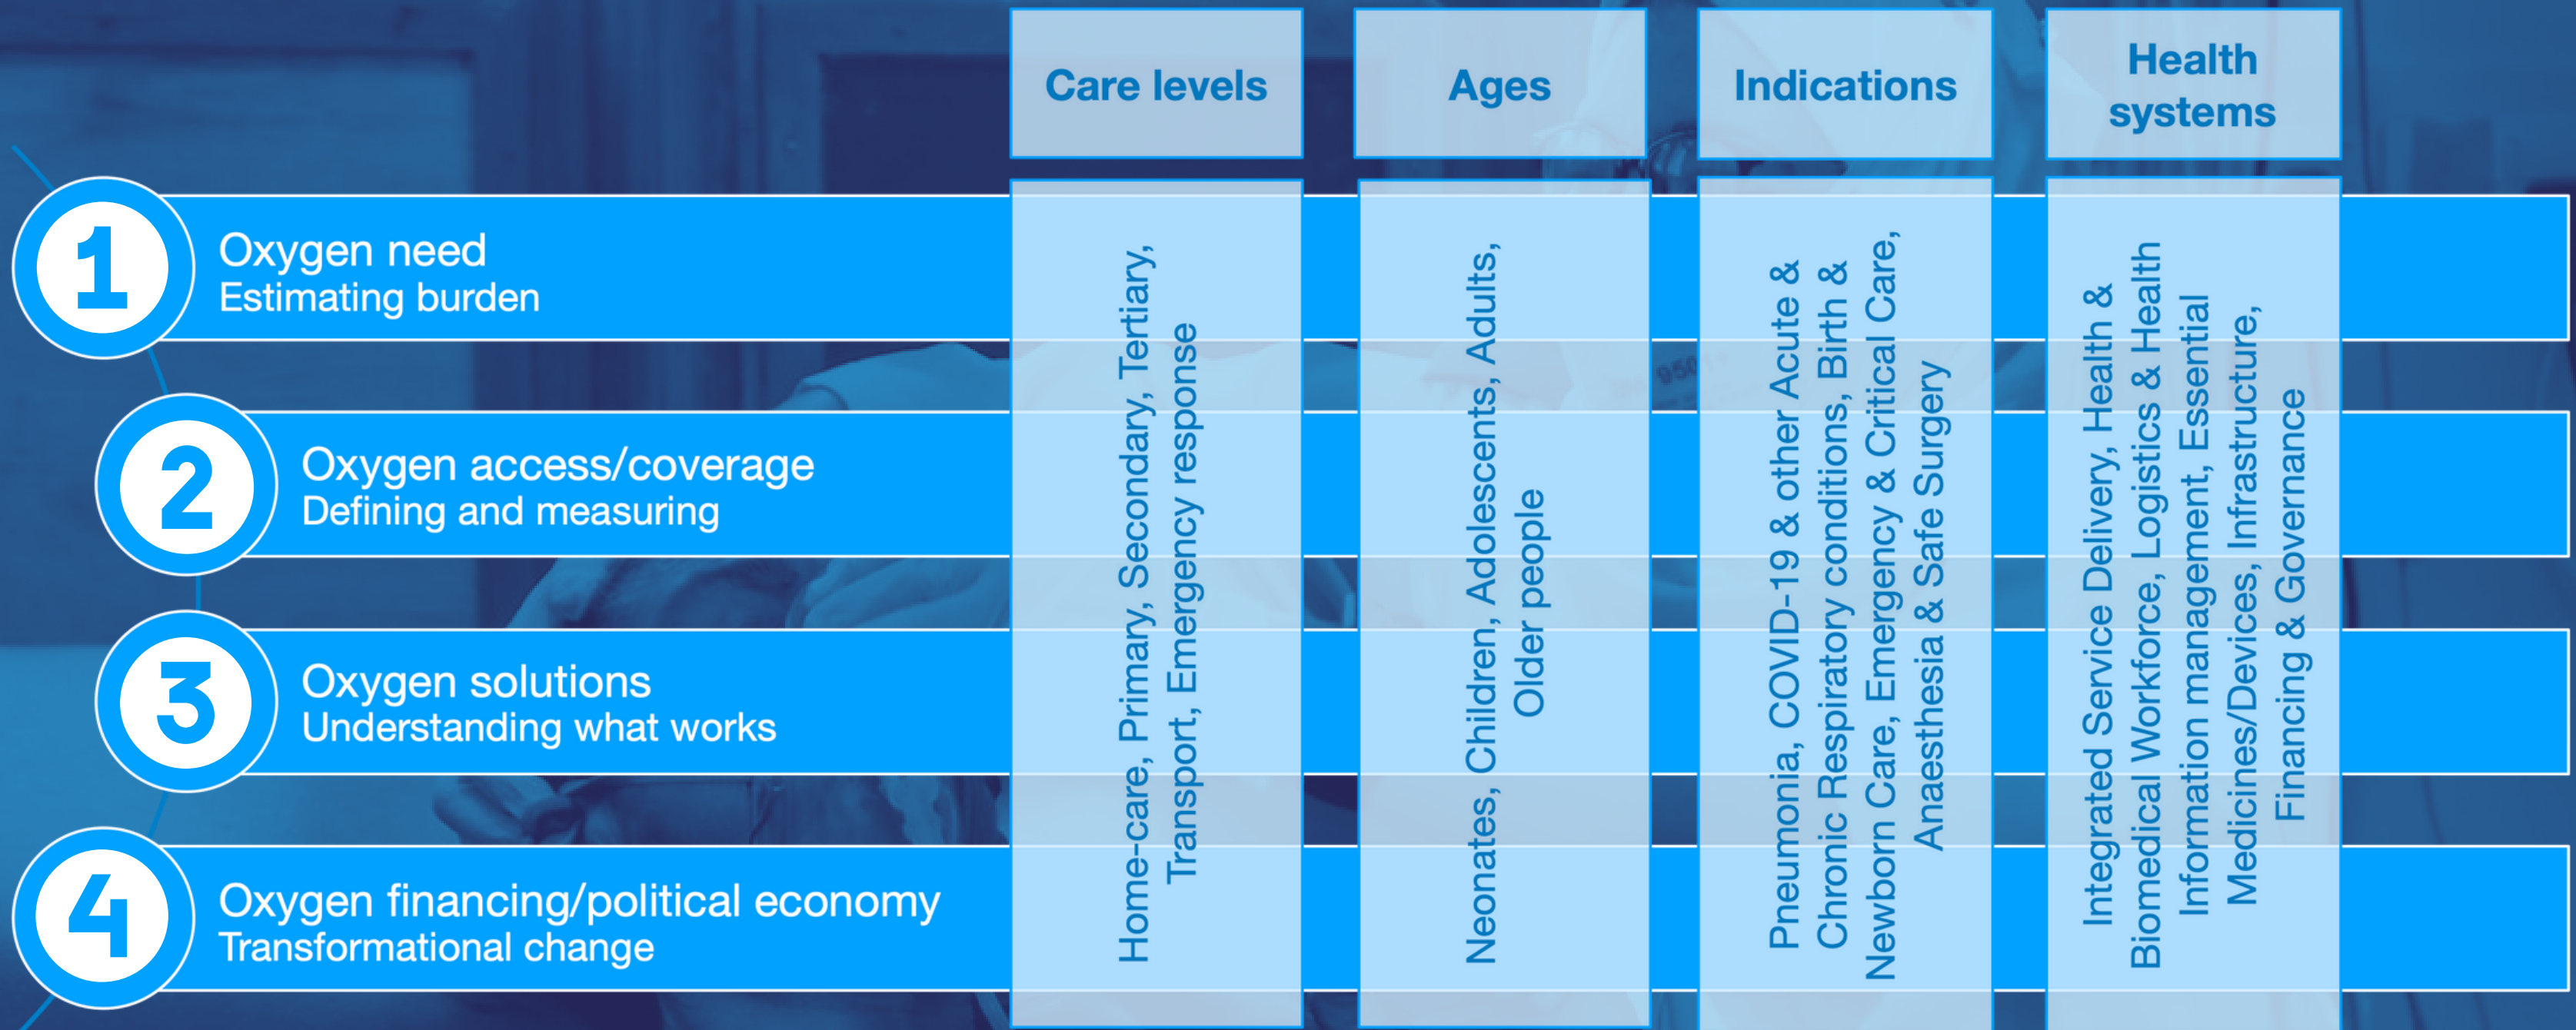 Care levels
Ages
Indications
Health
systems
1
Oxygen need
Estimating burden
2
Oxygen access/coverage
Defining and measuring
3
Oxygen solutions
Understanding what works
4
Oxygen financing/political economy
Transformational change
Home-care, Primary, Secondary, Tertiary,
Transport, Emergency response
Neonates, Children, Adolescents, Adults,
Older people
Pneumonia, COVID-19 & other Acute &
Chronic Respiratory conditions, Birth &
Newborn Care, Emergency & Critical Care,
Anaesthesia & Safe Surgery
Integrated Service Delivery, Health &
Biomedical Workforce, Logistics & Health
Information management, Essential
Medicines/Devices, Infrastructure,
Financing & Governance